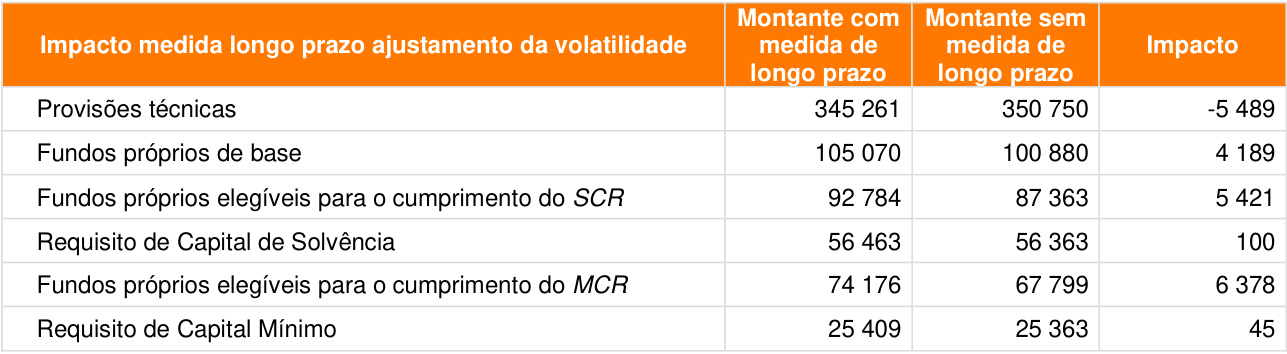 Impacto medida longo prazo ajustamento da volatilidade
Montante com
medida de
longo prazo
Montante sem
medida de
longo prazo
Impacto
Provisões técnicas 345 261 350 750 -5 489
Fundos próprios de base 105 070 100 880 4 189
Fundos próprios elegíveis para o cumprimento do SCR 92 784 87 363 5 421
Requisito de Capital de Solvência 56 463 56 363 100
Fundos próprios elegíveis para o cumprimento do MCR 74 176 67 799 6 378
Requisito de Capital Mínimo 25 409 25 363 45